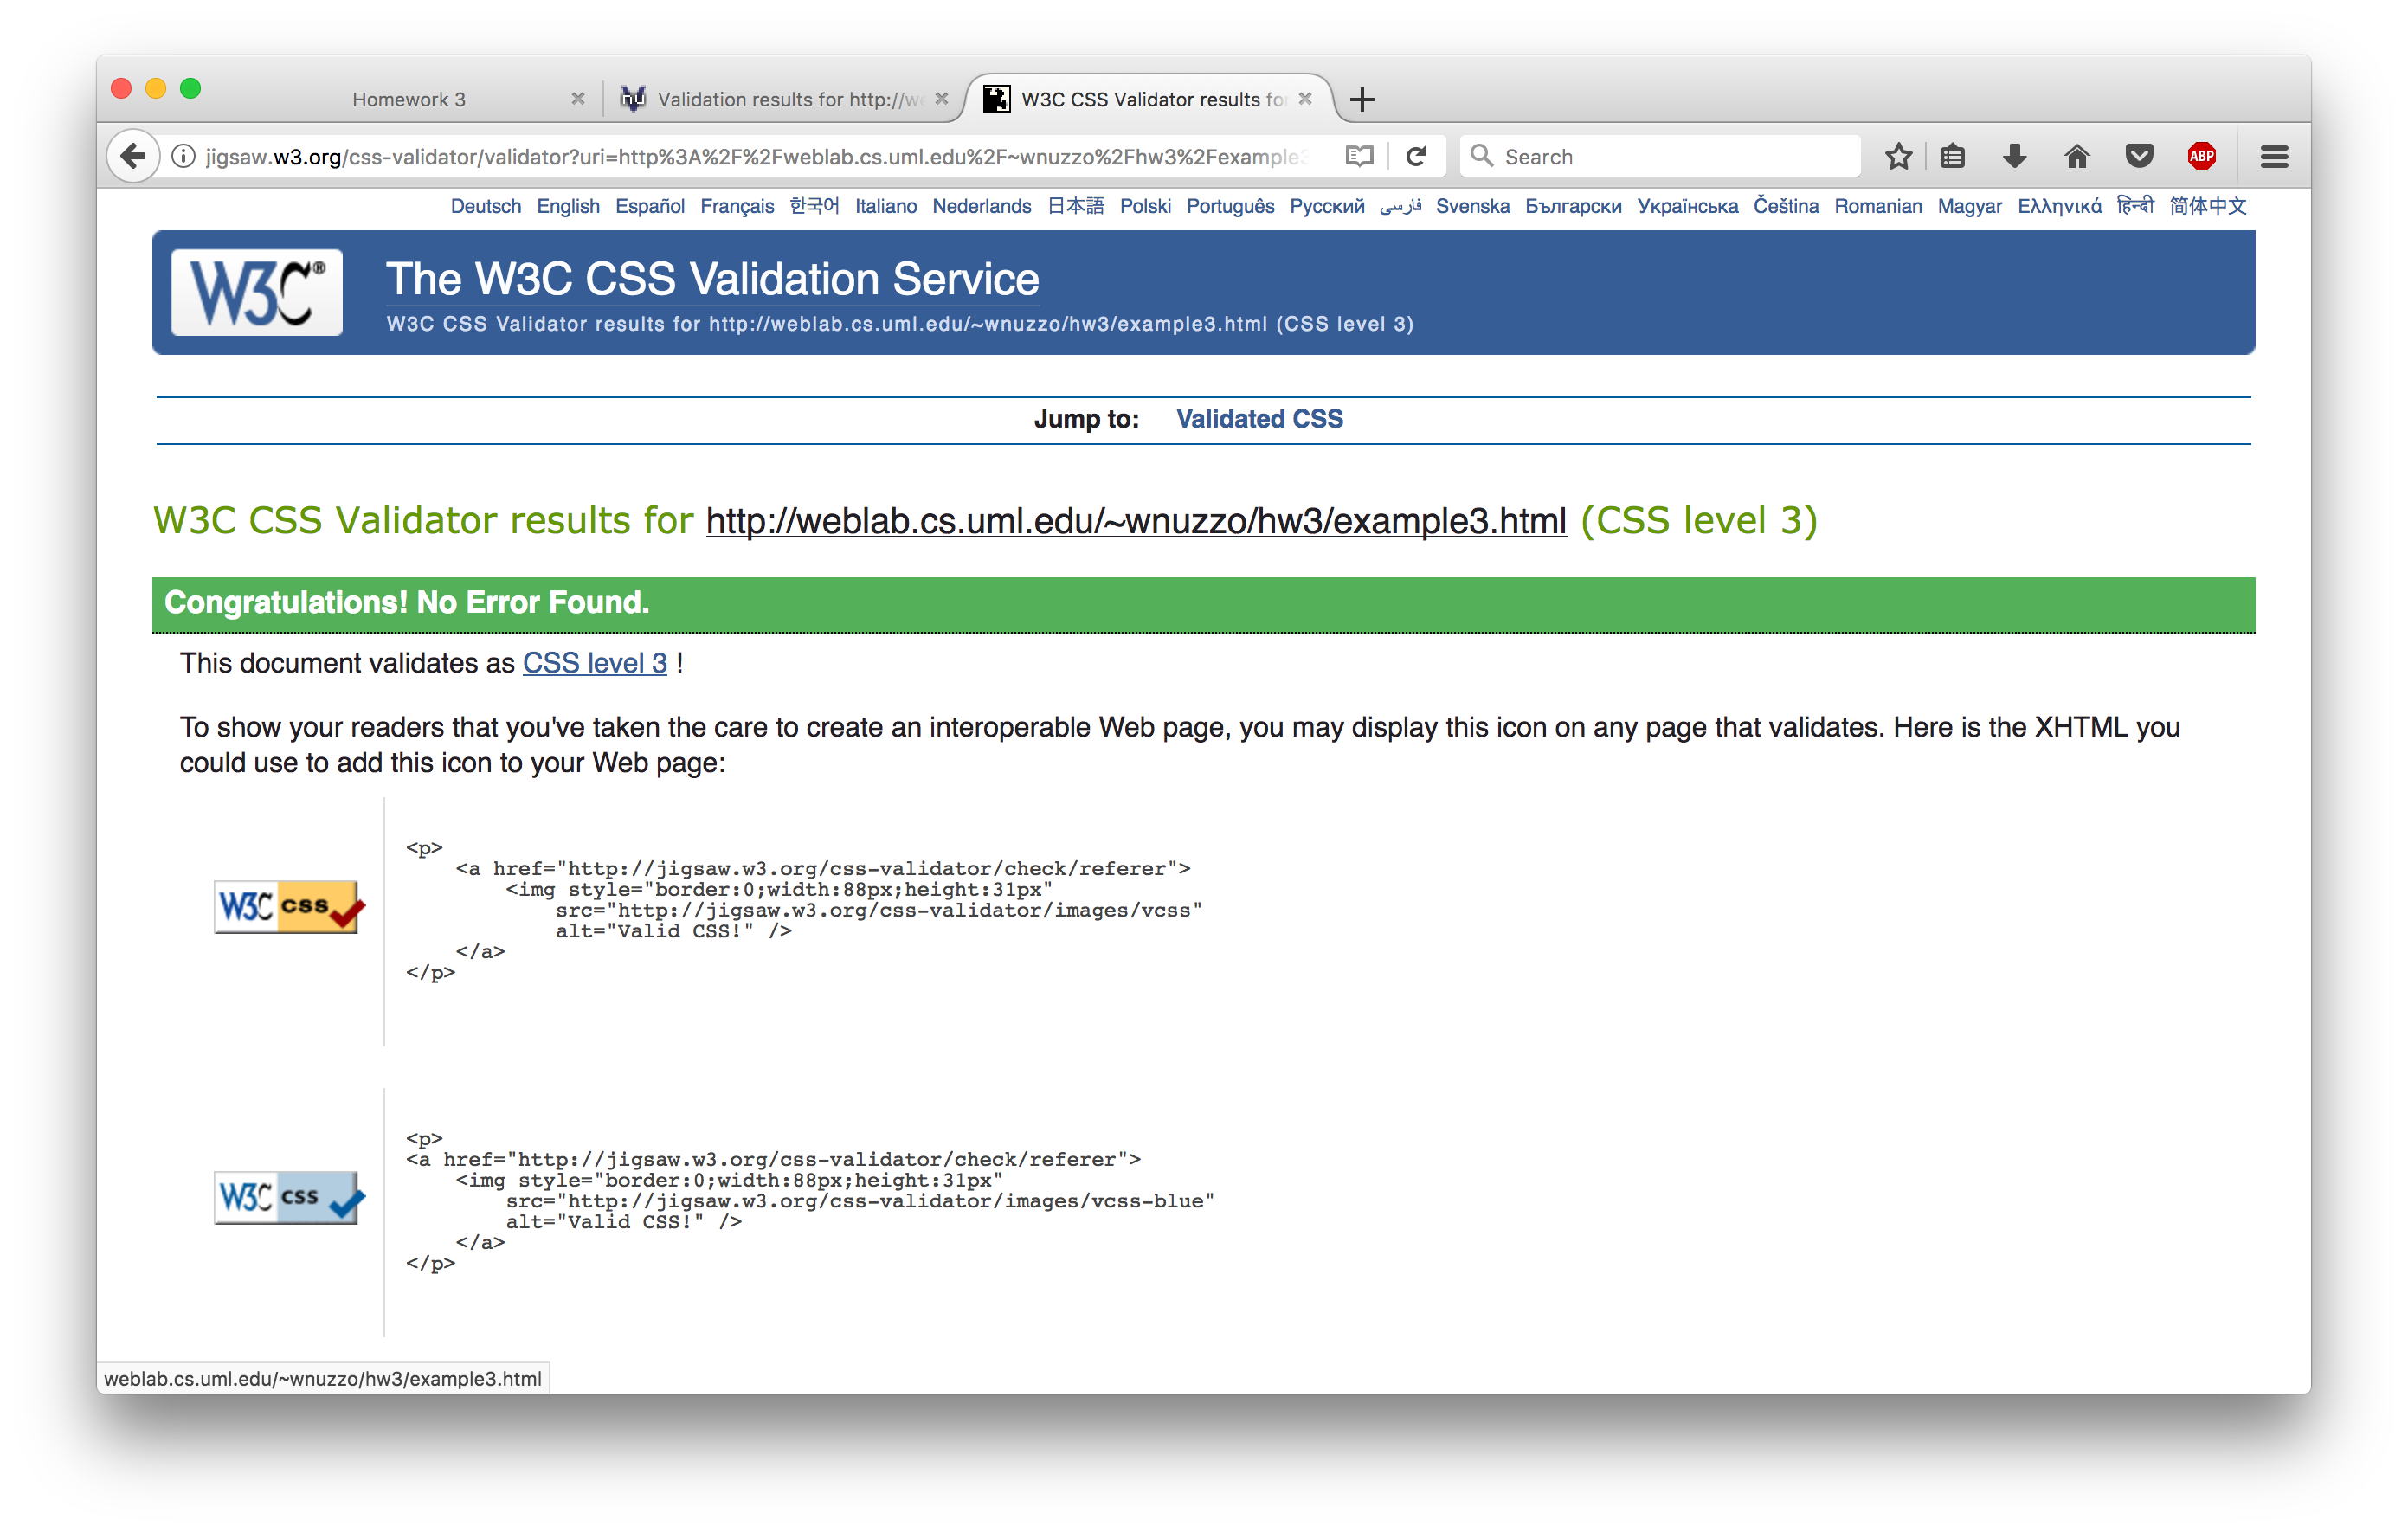 Homework 3
Validation results for http://we
W3C CSS Validator results fo
jigsaw.w3.org/css-validator/validator?uri=http%3A%2F%2Fweblab.cs.uml.edu%2F~wnuzzo%2Fhw3%2Fexample3
Search
ABP
Deutsch English Español Français 한국어 Italiano Nederlands 日本語 Polski Português Русский فارسی Svenska Български Українська Čeština Romanian Magyar Ελληνικά हिन्दी 简体中文
W3C®
The W3C CSS Validation Service
W3C CSS Validator results for http://weblab.cs.uml.edu/~wnuzzo/hw3/example3.html (CSS level 3)
Jump to: Validated CSS
W3C CSS Validator results for http://weblab.cs.uml.edu/~wnuzzo/hw3/example3.html (CSS level 3)
Congratulations! No Error Found.
This document validates as CSS level 3 !
To show your readers that you've taken the care to create an interoperable Web page, you may display this icon on any page that validates. Here is the XHTML you
could use to add this icon to your Web page:
W3C css
<p>
<a href="http://jigsaw.w3.org/css-validator/check/referer">
<img style="border:0;width:88px;height:31px"
src="http://jigsaw.w3.org/css-validator/images/vcss"
alt="Valid CSS!" />
</a>
</p>
W3C css
<p>
<a href="http://jigsaw.w3.org/css-validator/check/referer">
<img style="border:0;width:88px;height:31px"
src="http://jigsaw.w3.org/css-validator/images/vcss-blue"
alt="Valid CSS!" />
</a>
</p>
weblab.cs.uml.edu/~wnuzzo/hw3/example3.html